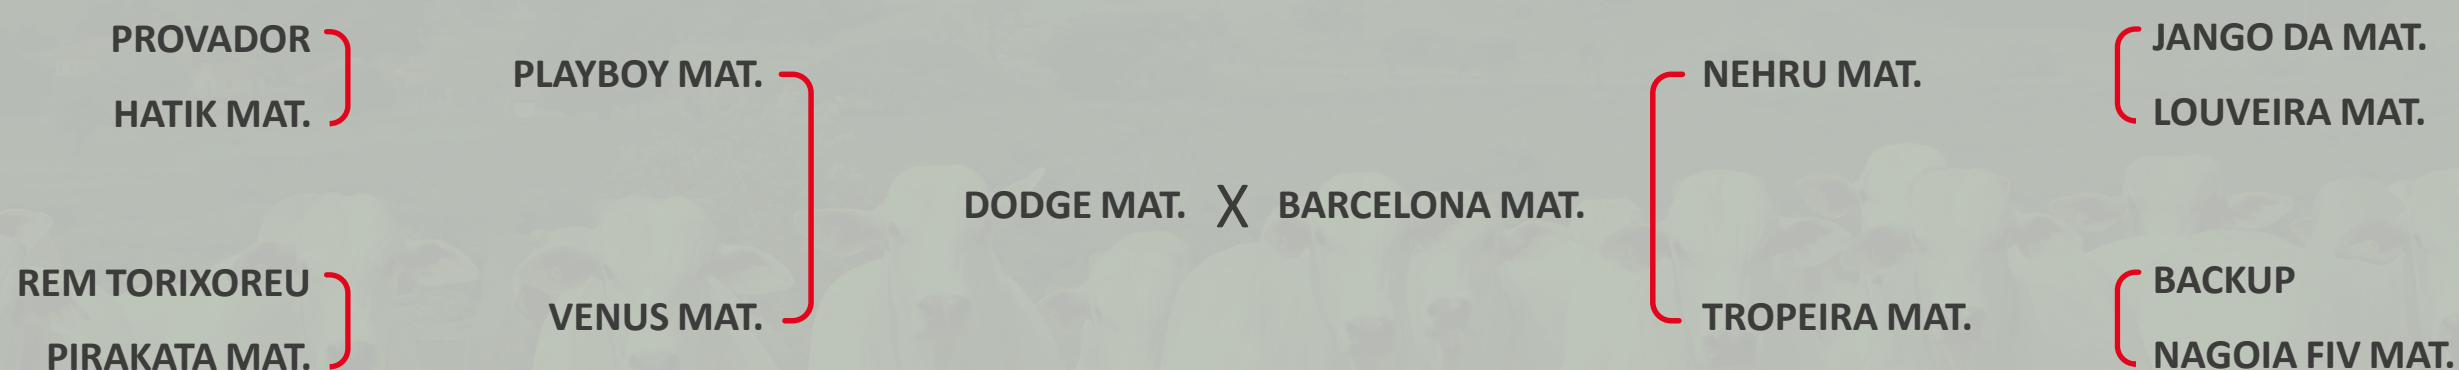 PROVADOR
HATIK MAT.
PLAYBOY MAT.
REM TORIXOREU
PIRAKATA MAT.
VENUS MAT.
DODGE MAT. X BARCELONA MAT.
NEHRU MAT.
JANGO DA MAT.
LOUVEIRA MAT.
TROPEIRA MAT.
BACKUP
NAGOIA FIV MAT.